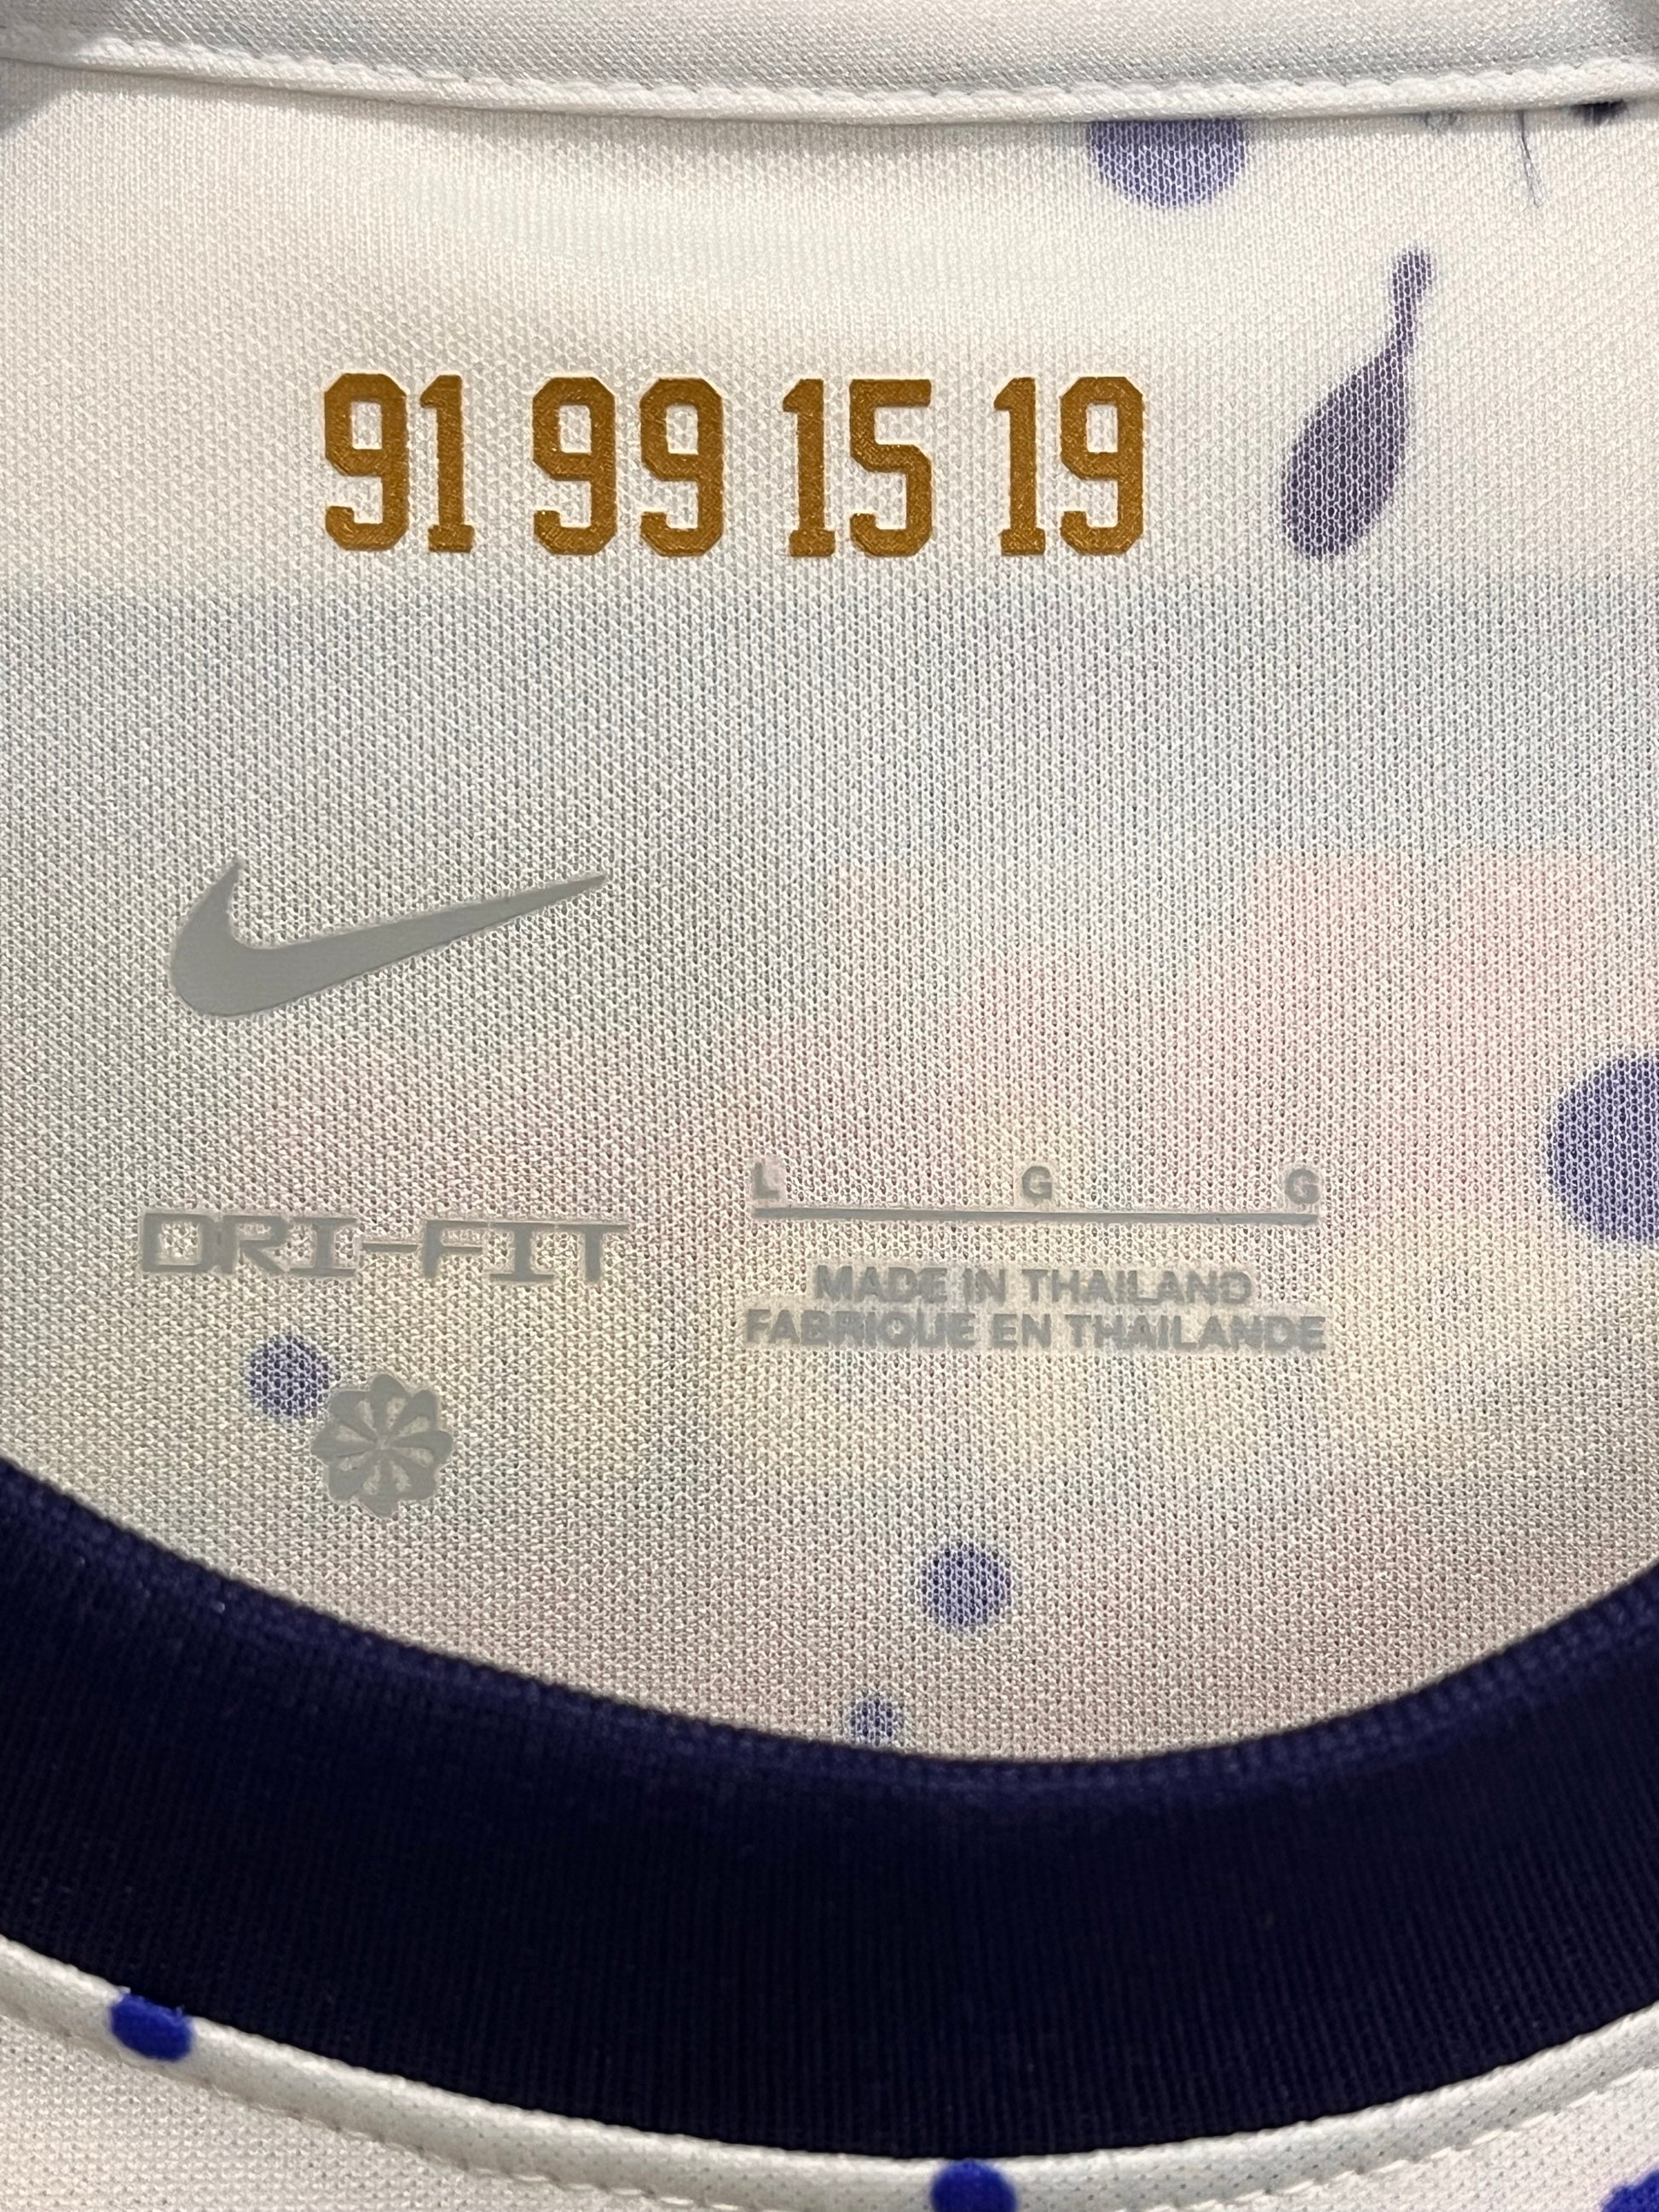 91 99 15 19
DRI-FIT
L G G
MADE IN THAILAND
FABRIQUE EN THAILANDE